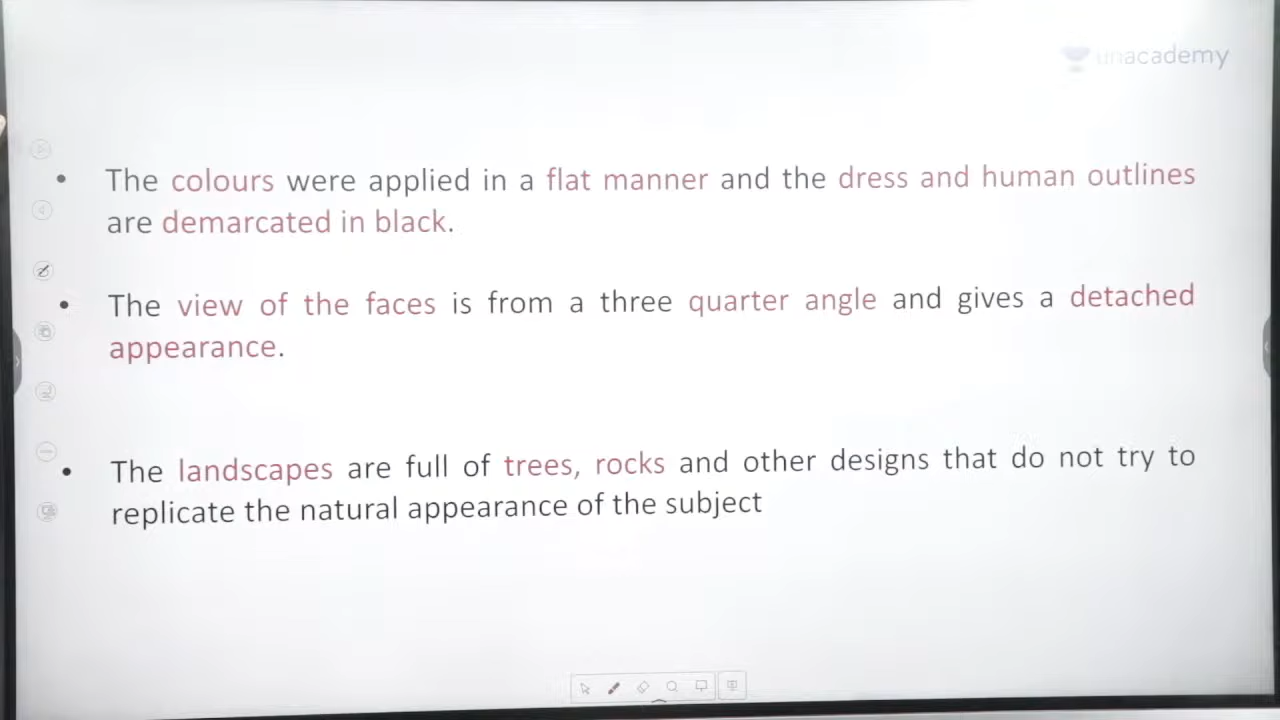 unacademy
• The colours were applied in a flat manner and the dress and human outlines
are demarcated in black.
• The view of the faces is from a three quarter angle and gives a detached
appearance.
• The landscapes are full of trees, rocks and other designs that do not try to
replicate the natural appearance of the subject